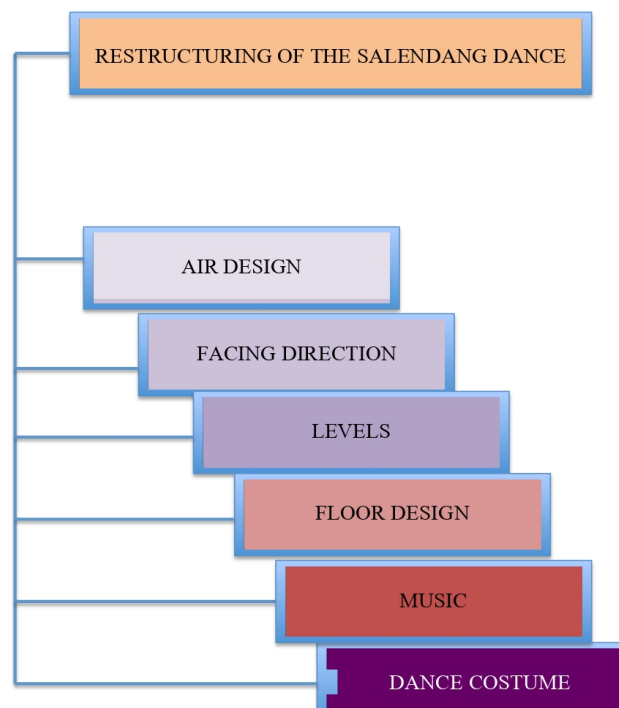 RESTRUCTURING OF THE SALENDANG DANCE
AIR DESIGN
FACING DIRECTION
LEVELS
FLOOR DESIGN
MUSIC
DANCE COSTUME